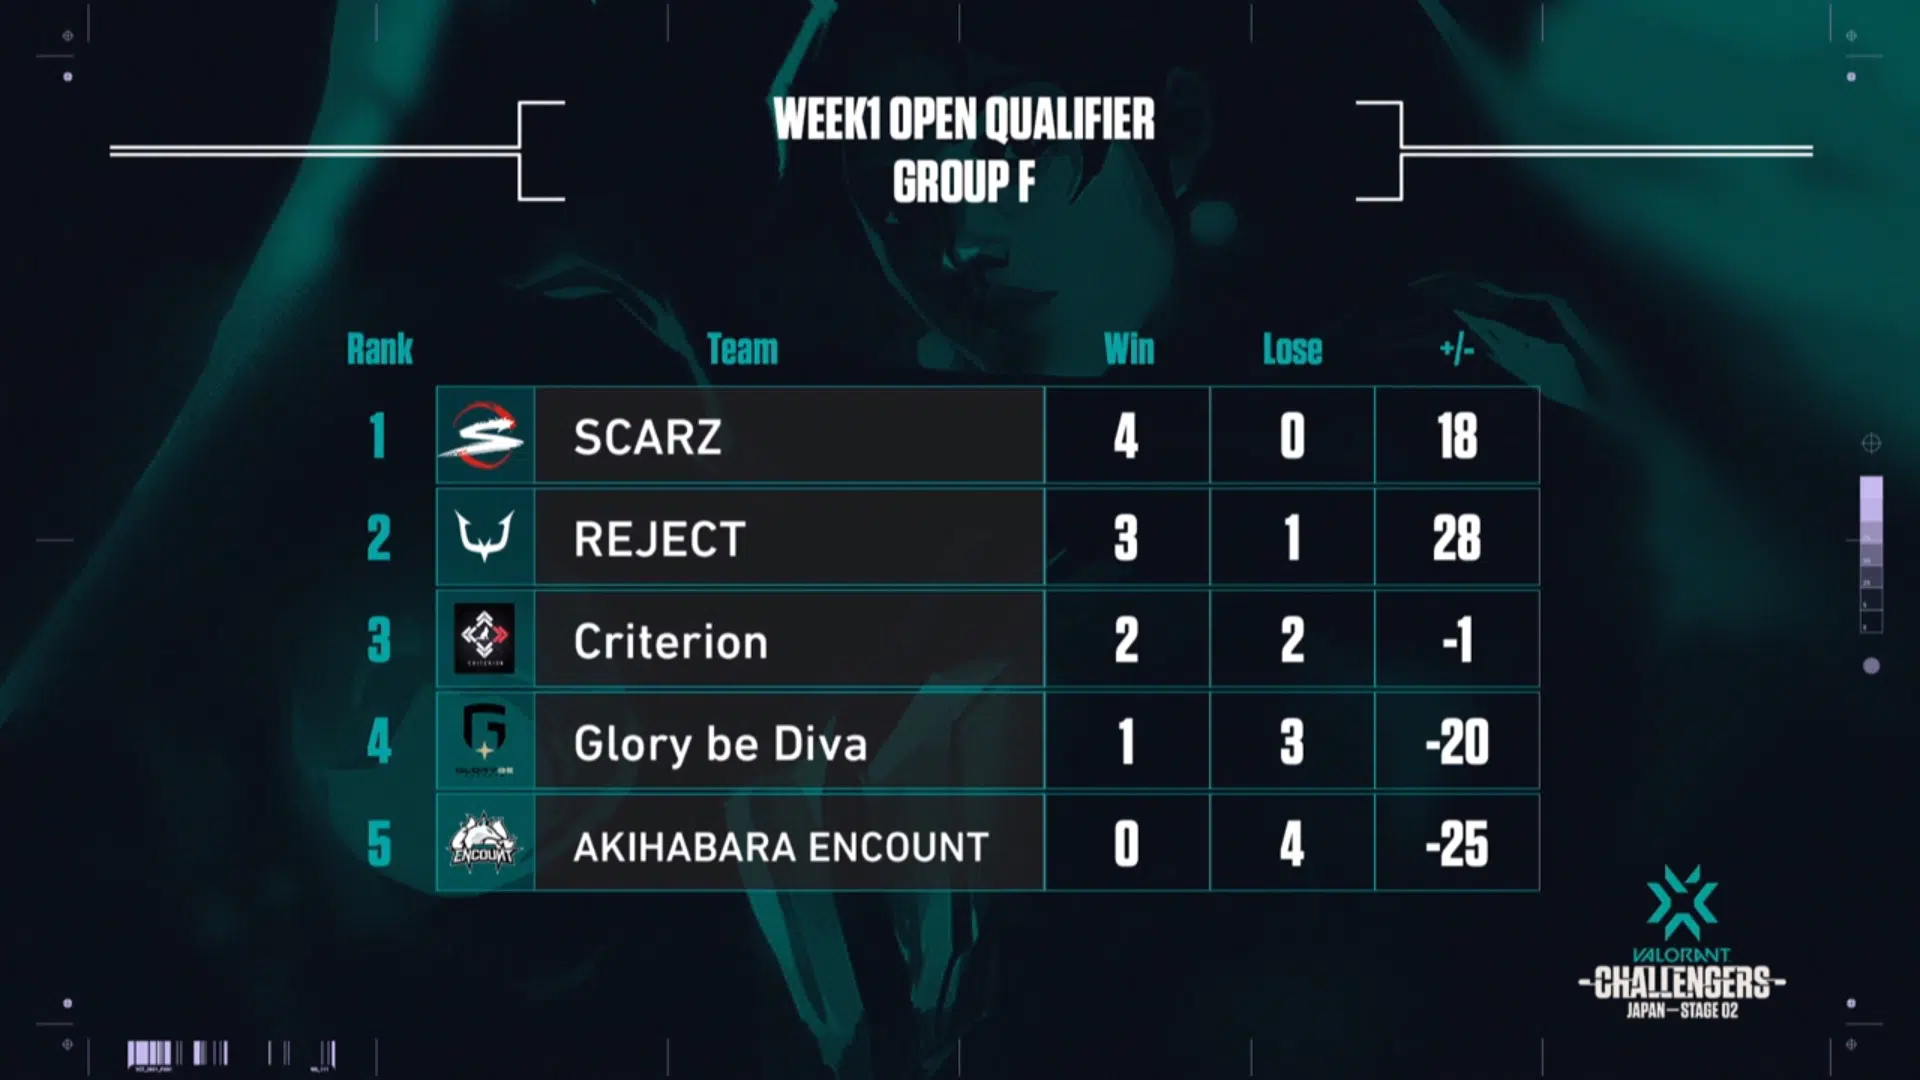 WEEK1 OPEN QUALIFIER
GROUP F
Rank Team Win Lose +/-
1 SCARZ 4 0 18
2 REJECT 3 1 28
3 CRITERION Criterion 2 2 -1
4 Glory be Diva 1 3 -20
5 ENCOUNT AKIHABARA ENCOUNT 0 4 -25
VALORANT
CHALLENGERS
JAPAN — STAGE 02